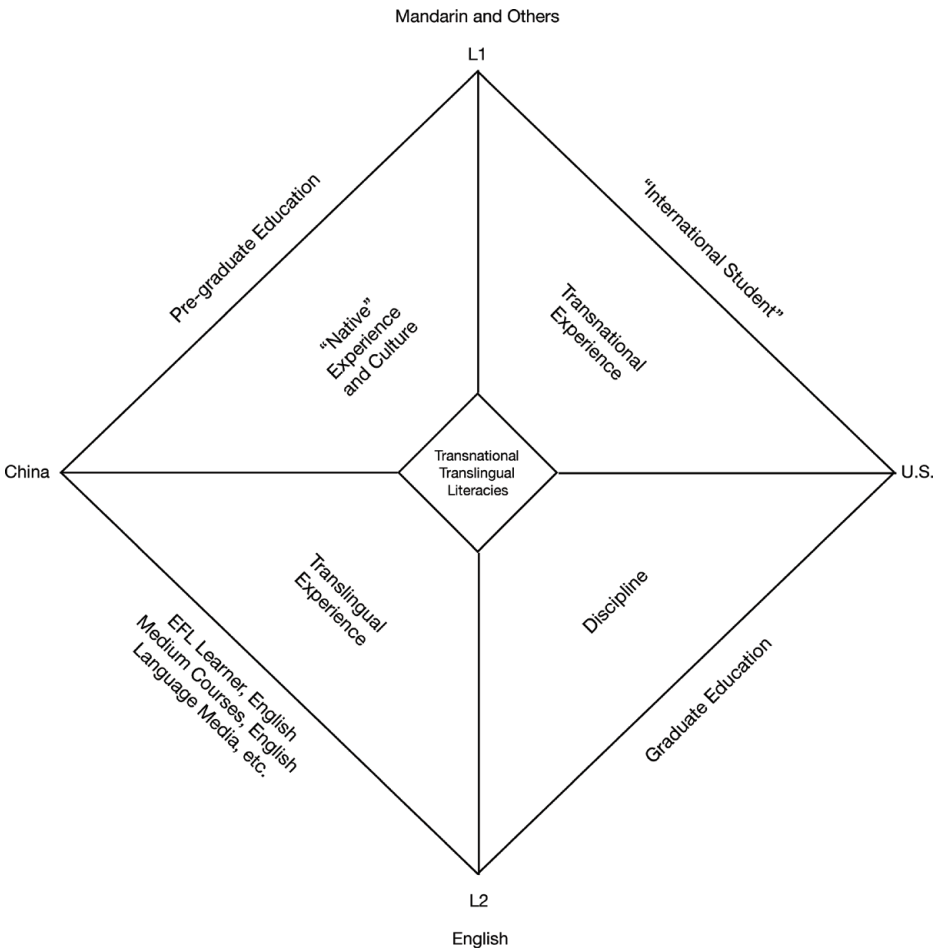 Mandarin and Others
L1
Pre-graduate Education
“International Student”
“Native”
Experience
and Culture
Transnational
Experience
China
Transnational
Translingual
Literacies
U.S.
Translingual
Experience
Discipline
EFL Learner, English
Medium Courses, English
Language Media, etc.
Graduate Education
L2
English